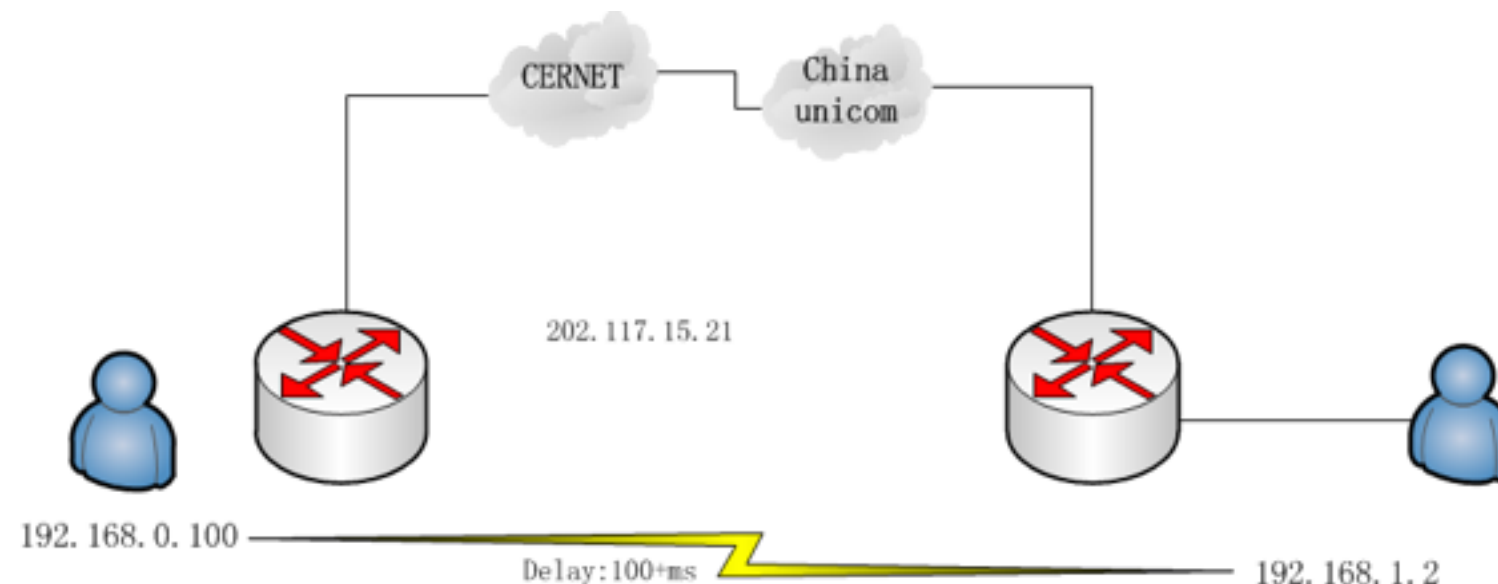 CERNET
China
unicom
202.117.15.21
192.168.0.100
Delay:100+ms
192.168.1.2